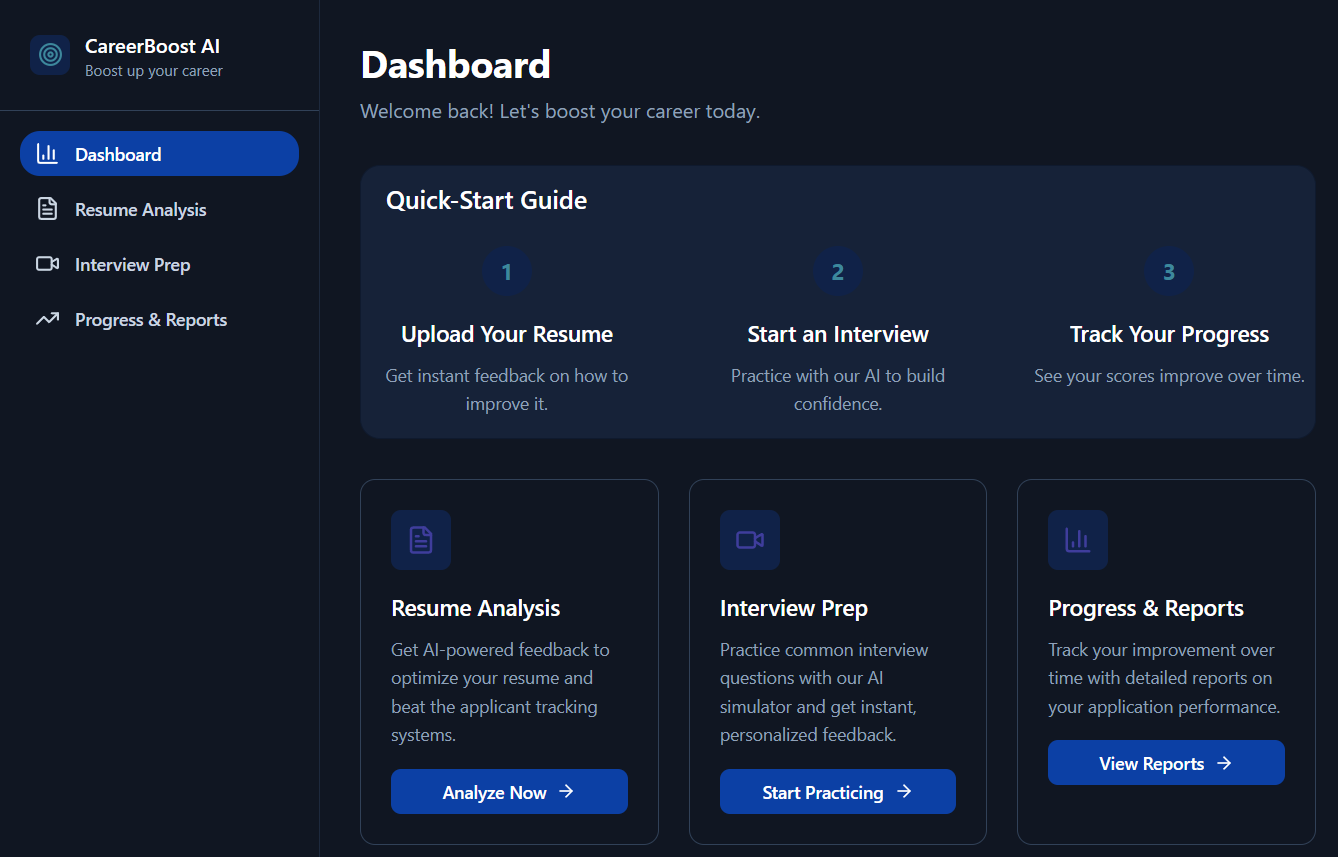 CareerBoost AI
Boost up your career
Dashboard
Resume Analysis
Interview Prep
Progress & Reports
Dashboard
Welcome back! Let's boost your career today.
Quick-Start Guide
1
Upload Your Resume
Get instant feedback on how to
improve it.
2
Start an Interview
Practice with our AI to build
confidence.
3
Track Your Progress
See your scores improve over time.
Resume Analysis
Get AI-powered feedback to
optimize your resume and
beat the applicant tracking
systems.
Analyze Now →
Interview Prep
Practice common interview
questions with our AI
simulator and get instant,
personalized feedback.
Start Practicing →
Progress & Reports
Track your improvement over
time with detailed reports on
your application performance.
View Reports →